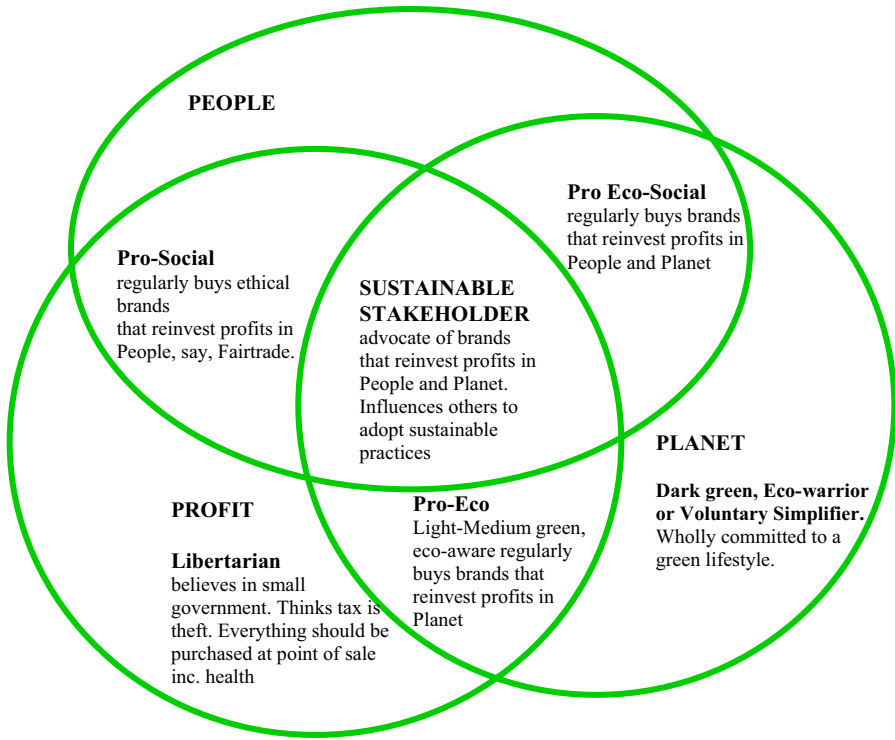 PEOPLE
Pro Eco-Social
regularly buys brands
that reinvest profits in
People and Planet
Pro-Social
regularly buys ethical
brands
that reinvest profits in
People, say, Fairtrade.
SUSTAINABLE
STAKEHOLDER
advocate of brands
that reinvest profits in
People and Planet.
Influences others to
adopt sustainable
practices
PLANET
Dark green, Eco-warrior
or Voluntary Simplifier.
Wholly committed to a
green lifestyle.
PROFIT
Libertarian
believes in small
government. Thinks tax is
theft. Everything should be
purchased at point of sale
inc. health
Pro-Eco
Light-Medium green,
eco-aware regularly
buys brands that
reinvest profits in
Planet